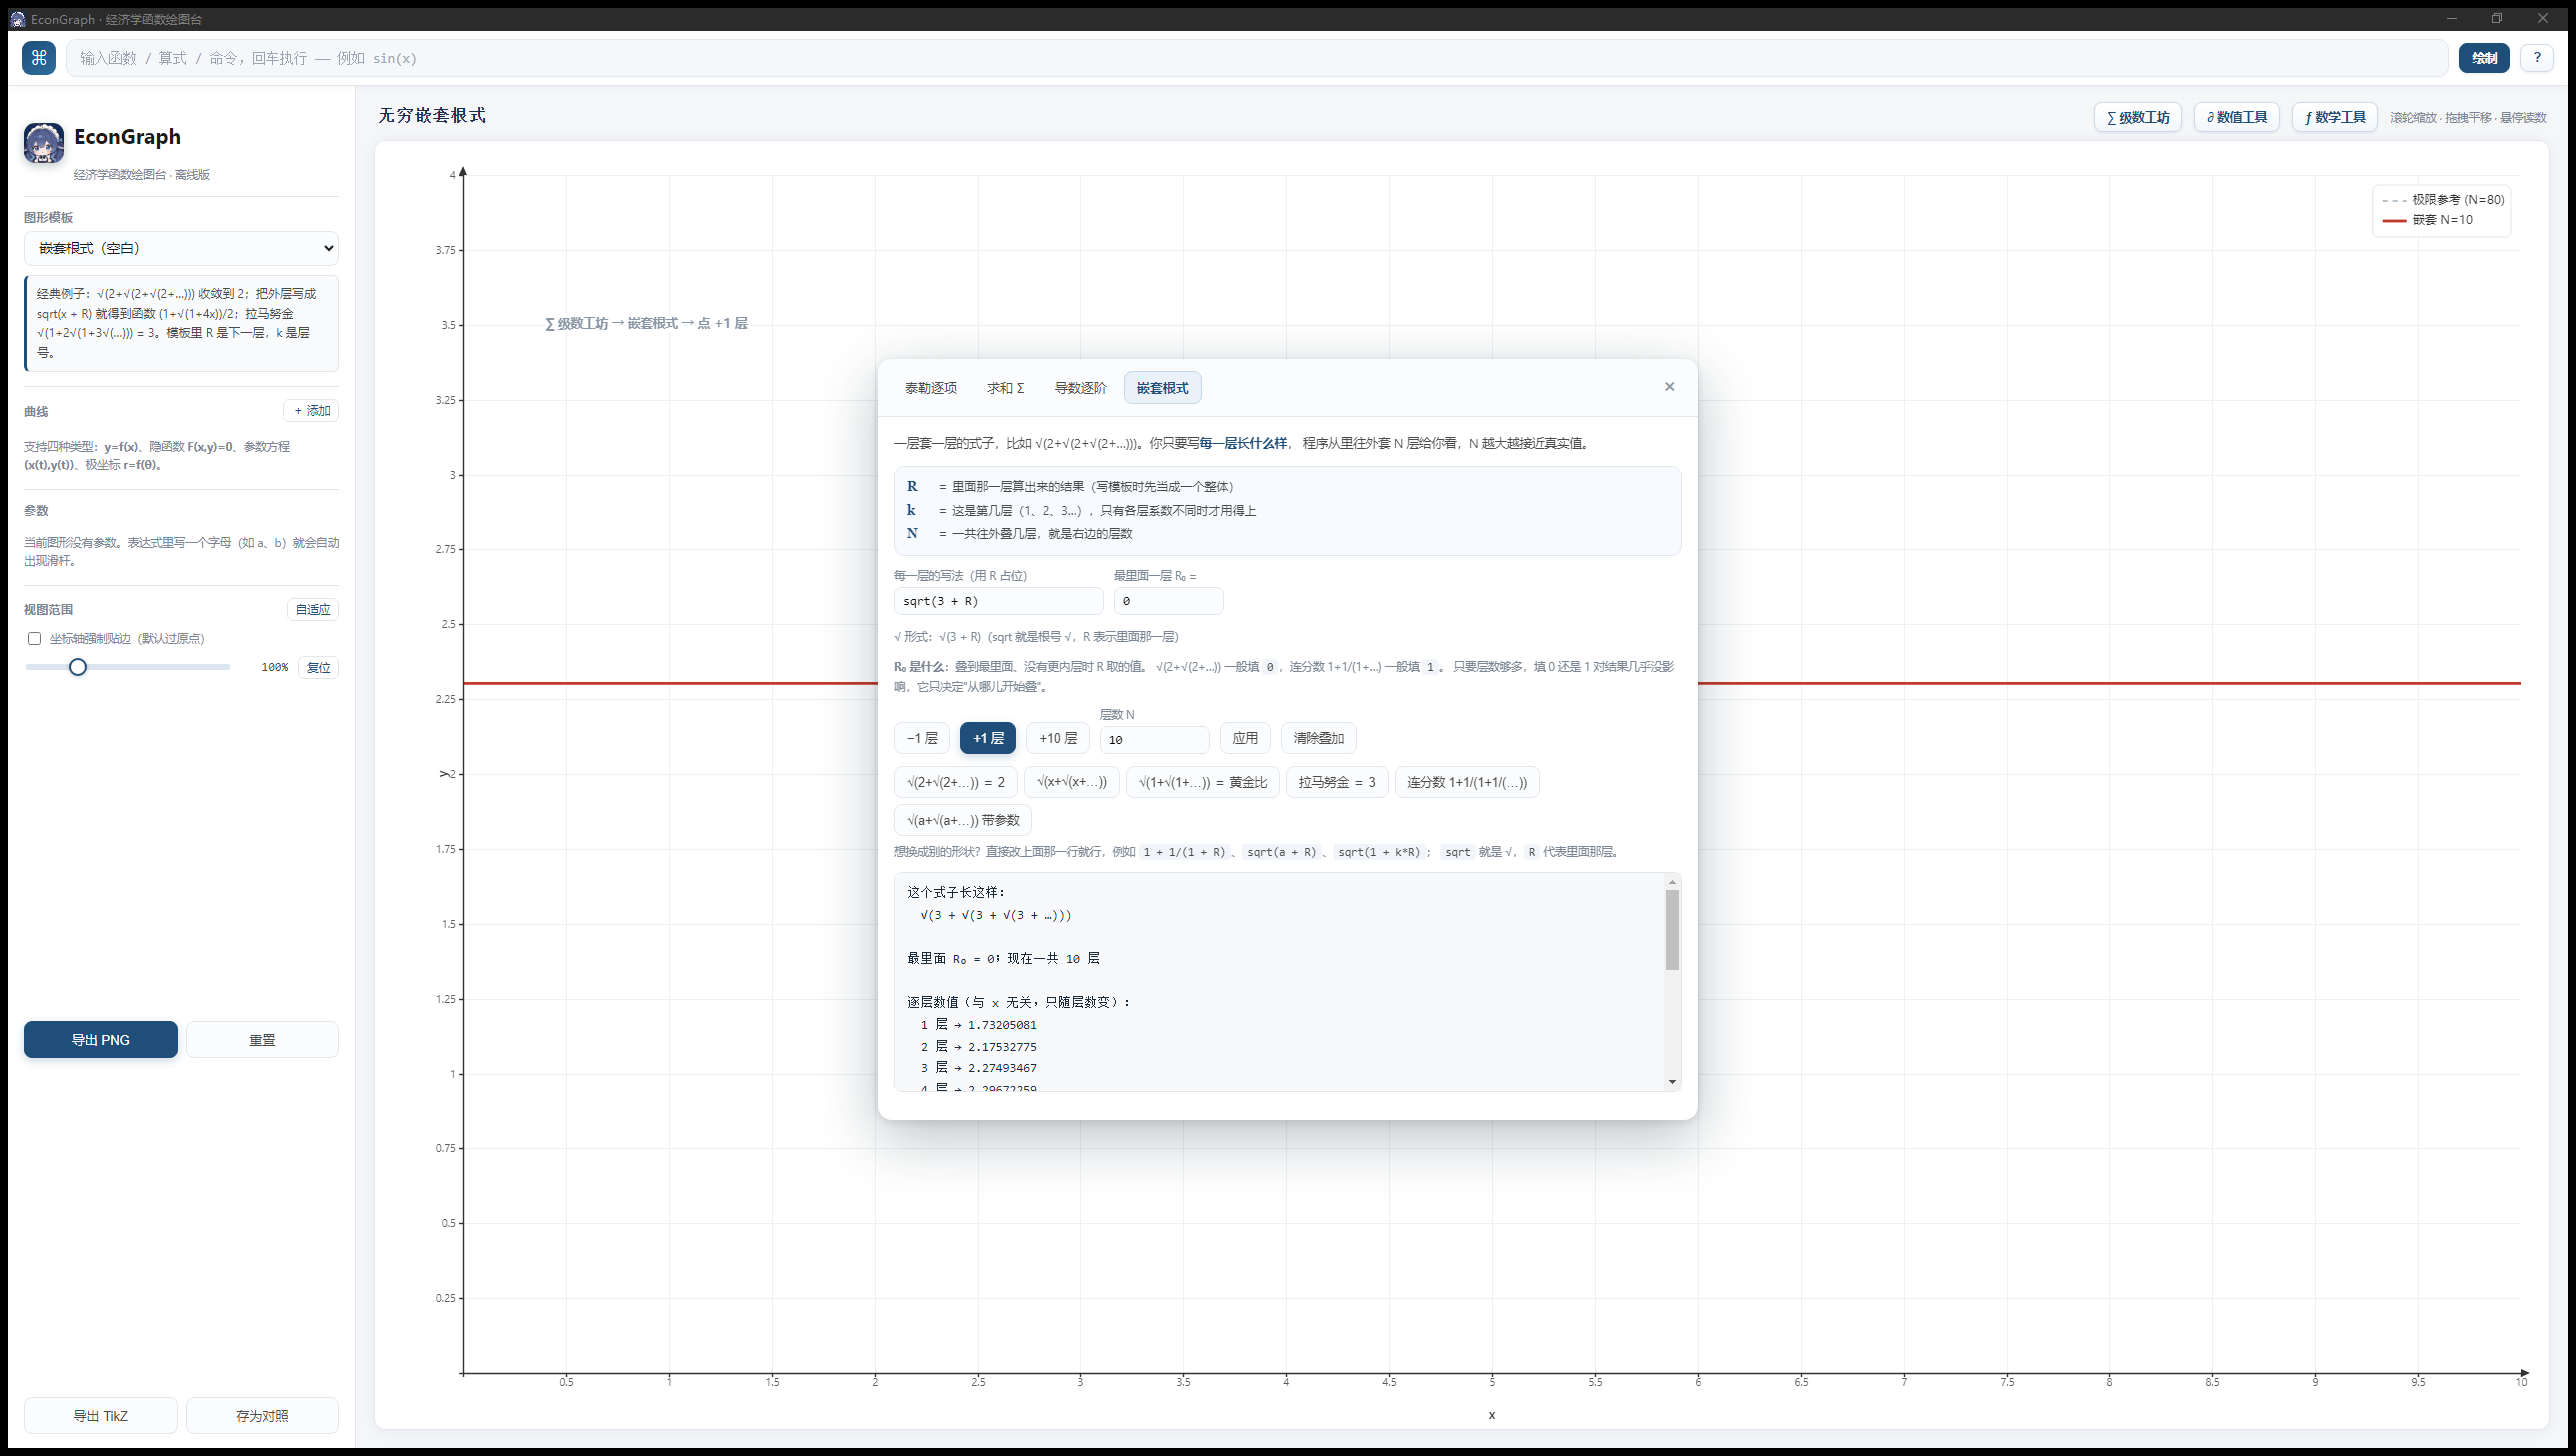 EconGraph · 经济学函数绘图台
⌘
输入函数 / 算式 / 命令，回车执行 — 例如 sin(x)
绘制
?
EconGraph
经济学函数绘图台 · 离线版
图形模板
嵌套根式（空白）
经典例子：√(2+√(2+√(2+…))) 收敛到 2；把外层写成
sqrt(x + R) 就得到函数 (1+√(1+4x))/2；拉马努金
√(1+2√(1+3√(…))) = 3。模板里 R 是下一层，k 是层
号。
曲线
+ 添加
支持四种类型：y=f(x)、隐函数 F(x,y)=0、参数方程
(x(t),y(t))、极坐标 r=f(θ)。
参数
当前图形没有参数。表达式里写一个字母（如 a、b）就会自动
出现滑杆。
视图范围
自适应
坐标轴强制贴边（默认过原点）
100%
复位
导出 PNG
重置
导出 TikZ
存为对照
无穷嵌套根式
∑ 级数工坊
∂ 数值工具
ƒ 数学工具
滚轮缩放 · 拖拽平移 · 悬停读数
极限参考 (N=80)
嵌套 N=10
∑ 级数工坊 → 嵌套根式 → 点 +1 层
4
3.75
3.5
3.25
3
2.75
2.5
2.25
2
1.75
1.5
1.25
1
0.75
0.5
0.25
y
0.5
1
1.5
2
2.5
3
3.5
4
4.5
5
5.5
6
6.5
7
7.5
8
8.5
9
9.5
10
x
泰勒逐项
求和 Σ
导数逐阶
嵌套根式
×
一层套一层的式子，比如 √(2+√(2+√(2+…)))。你只要写每一层长什么样， 程序从里往外套 N 层给你看，N 越大越接近真实值。
R = 里面那一层算出来的结果（写模板时先当成一个整体）
k = 这是第几层（1、2、3…），只有各层系数不同时才用得上
N = 一共往外叠几层，就是右边的层数
每一层的写法（用 R 占位）
最里面一层 R₀ =
sqrt(3 + R)
0
√ 形式：√(3 + R)（sqrt 就是根号 √，R 表示里面那一层）
R₀ 是什么：叠到最里面、没有更内层时 R 取的值。 √(2+√(2+…)) 一般填 0，连分数 1+1/(1+…) 一般填 1。 只要层数够多，填 0 还是 1 对结果几乎没影
响，它只决定"从哪儿开始叠"。
层数 N
−1 层
+1 层
+10 层
10
应用
清除叠加
√(2+√(2+…)) = 2
√(x+√(x+…))
√(1+√(1+…)) = 黄金比
拉马努金 = 3
连分数 1+1/(1+1/(…))
√(a+√(a+…)) 带参数
想换成别的形状？直接改上面那一行就行，例如 1 + 1/(1 + R)、 sqrt(a + R)、 sqrt(1 + k*R)； sqrt 就是 √， R 代表里面那层。
这个式子长这样：
√(3 + √(3 + √(3 + …)))
最里面 R₀ = 0；现在一共 10 层
逐层数值（与 x 无关，只随层数变）：
1 层 → 1.73205081
2 层 → 2.17532775
3 层 → 2.27493467
4 层 → 2.29672259